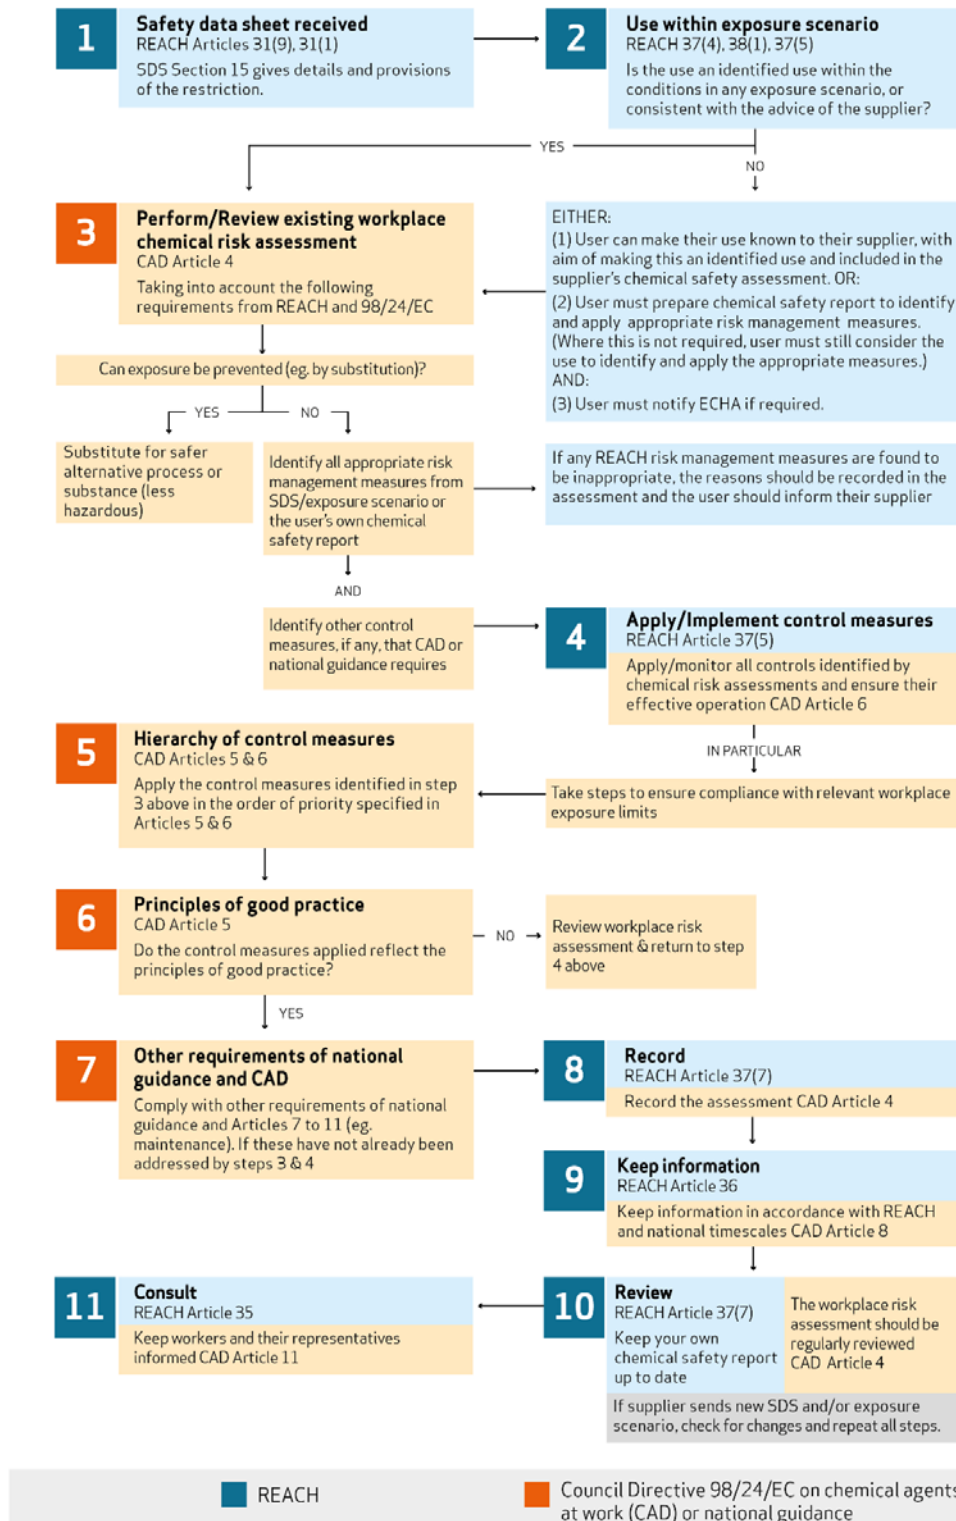 1
Safety data sheet received
REACH Articles 31(9), 31(1)
SDS Section 15 gives details and provisions
of the restriction.
2
Use within exposure scenario
REACH 37(4), 38(1), 37(5)
Is the use an identified use within the
conditions in any exposure scenario, or
consistent with the advice of the supplier?
YES
NO
3
Perform/Review existing workplace
chemical risk assessment
CAD Article 4
Taking into account the following
requirements from REACH and 98/24/EC
EITHER:
(1) User can make their use known to their supplier, with
aim of making this an identified use and included in the
supplier's chemical safety assessment. OR:
(2) User must prepare chemical safety report to identify
and apply appropriate risk management measures.
(Where this is not required, user must still consider the
use to identify and apply the appropriate measures.)
AND:
(3) User must notify ECHA if required.
Can exposure be prevented (eg. by substitution)?
YES
NO
Substitute for safer
alternative process or
substance (less
hazardous)
Identify all appropriate risk
management measures from
SDS/exposure scenario or
the user's own chemical
safety report
If any REACH risk management measures are found to
be inappropriate, the reasons should be recorded in the
assessment and the user should inform their supplier
AND
Identify other control
measures, if any, that CAD or
national guidance requires
4
Apply/Implement control measures
REACH Article 37(5)
Apply/monitor all controls identified by
chemical risk assessments and ensure their
effective operation CAD Article 6
IN PARTICULAR
Take steps to ensure compliance with relevant workplace
exposure limits
5
Hierarchy of control measures
CAD Articles 5 & 6
Apply the control measures identified in step
3 above in the order of priority specified in
Articles 5 & 6
6
Principles of good practice
CAD Article 5
Do the control measures applied reflect the
principles of good practice?
NO
Review workplace risk
assessment & return to step
4 above
YES
7
Other requirements of national
guidance and CAD
Comply with other requirements of national
guidance and Articles 7 to 11 (eg.
maintenance). If these have not already been
addressed by steps 3 & 4
8
Record
REACH Article 37(7)
Record the assessment CAD Article 4
9
Keep information
REACH Article 36
Keep information in accordance with REACH
and national timescales CAD Article 8
10
Review
REACH Article 37(7)
Keep your own
chemical safety report
up to date
The workplace risk
assessment should be
regularly reviewed
CAD Article 4
If supplier sends new SDS and/or exposure
scenario, check for changes and repeat all steps.
11
Consult
REACH Article 35
Keep workers and their representatives
informed CAD Article 11
REACH
Council Directive 98/24/EC on chemical agents
at work (CAD) or national guidance